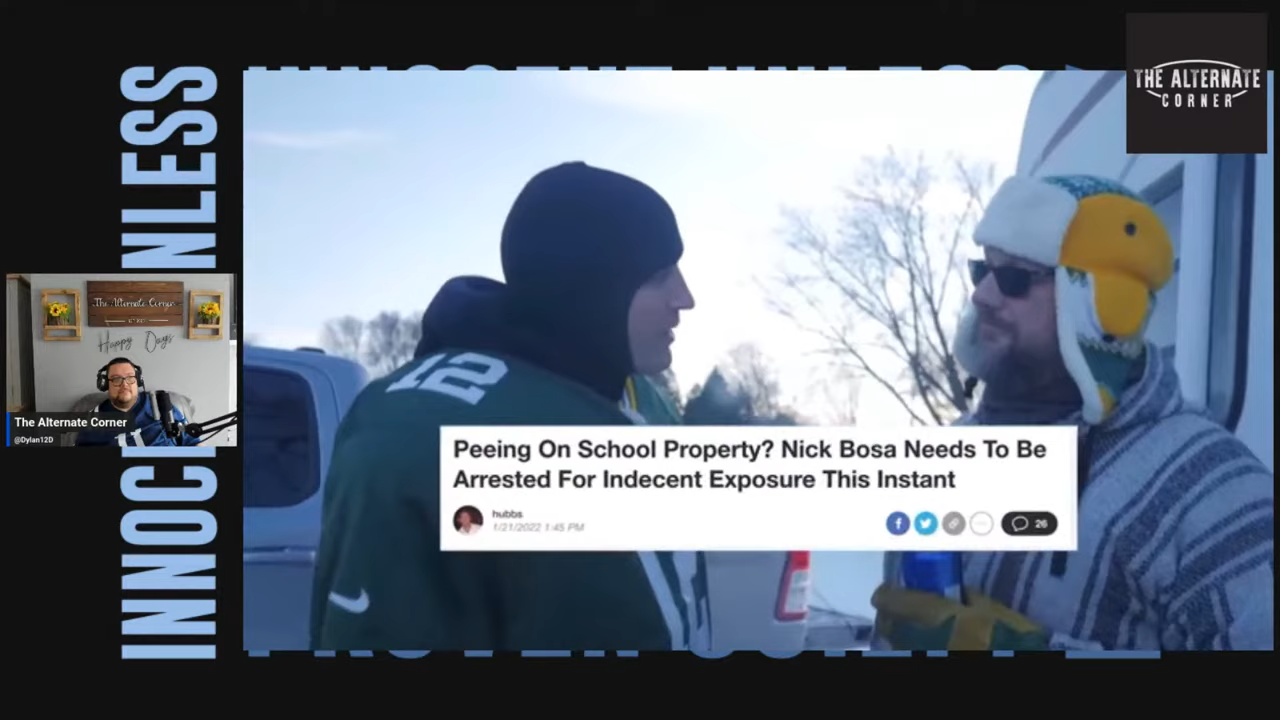 THE ALTERNATE
CORNER
INNOCENT UNLESS
PROVEN GUILTY
12
Peeing On School Property? Nick Bosa Needs To Be
Arrested For Indecent Exposure This Instant
hubbs
1/21/2022 1:45 PM
26
The Alternate Corner
Happy Days
The Alternate Corner
@Dylan12D